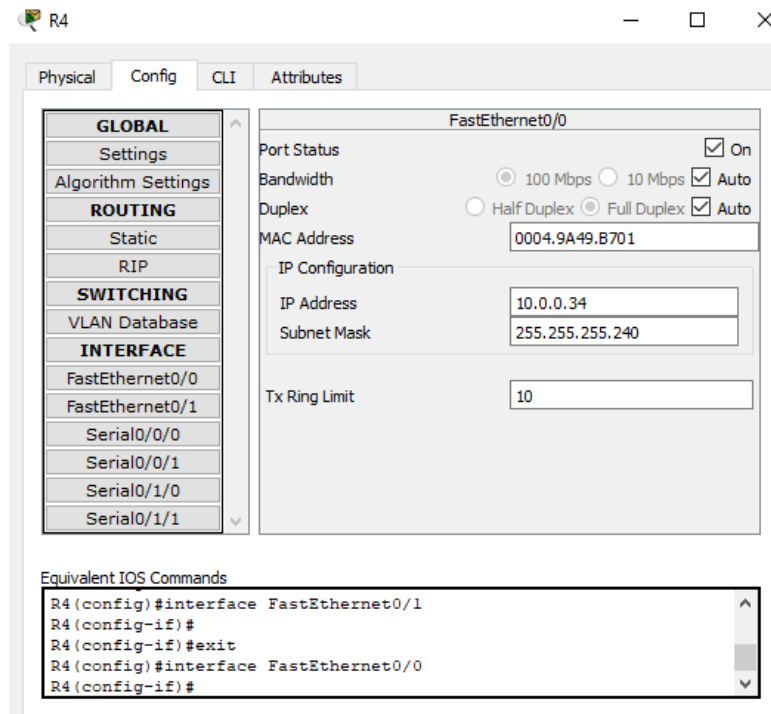 R4
Physical Config CLI Attributes
GLOBAL
Settings
Algorithm Settings
ROUTING
Static
RIP
SWITCHING
VLAN Database
INTERFACE
FastEthernet0/0
FastEthernet0/1
Serial0/0/0
Serial0/0/1
Serial0/1/0
Serial0/1/1
FastEthernet0/0
Port Status On
Bandwidth 100 Mbps 10 Mbps Auto
Duplex Half Duplex Full Duplex Auto
MAC Address 0004.9A49.B701
IP Configuration
IP Address 10.0.0.34
Subnet Mask 255.255.255.240
Tx Ring Limit 10
Equivalent IOS Commands
R4(config)#interface FastEthernet0/1
R4(config-if)#
R4(config-if)#exit
R4(config)#interface FastEthernet0/0
R4(config-if)#